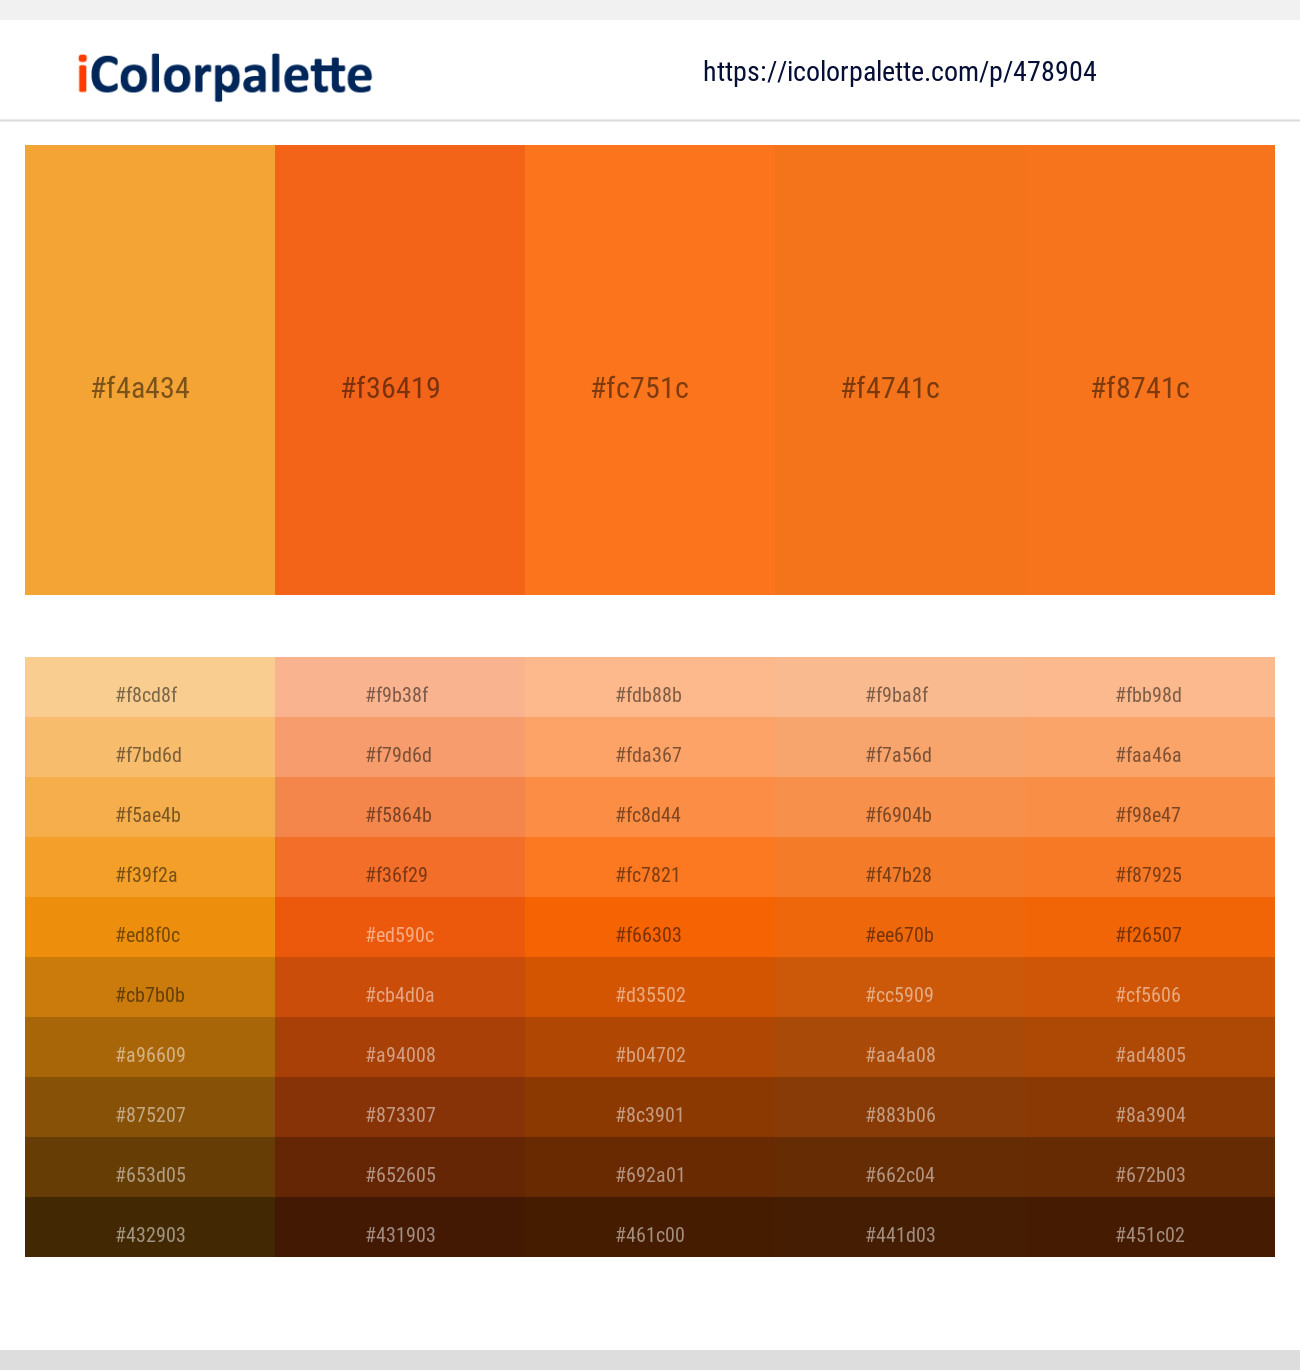 iColorpalette
https://icolorpalette.com/p/478904
#f4a434 #f36419 #fc751c #f4741c #f8741c
#f8cd8f #f9b38f #fdb88b #f9ba8f #fbb98d
#f7bd6d #f79d6d #fda367 #f7a56d #faa46a
#f5ae4b #f5864b #fc8d44 #f6904b #f98e47
#f39f2a #f36f29 #fc7821 #f47b28 #f87925
#ed8f0c #ed590c #f66303 #ee670b #f26507
#cb7b0b #cb4d0a #d35502 #cc5909 #cf5606
#a96609 #a94008 #b04702 #aa4a08 #ad4805
#875207 #873307 #8c3901 #883b06 #8a3904
#653d05 #652605 #692a01 #662c04 #672b03
#432903 #431903 #461c00 #441d03 #451c02